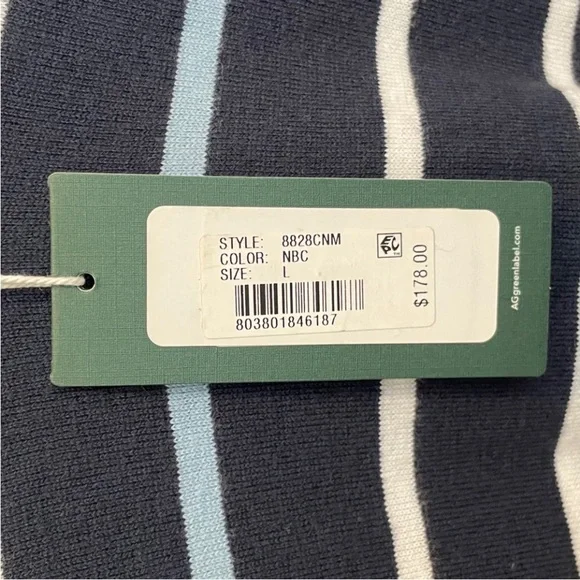 STYLE: 8828CNM
COLOR: NBC
SIZE: L
803801846187
$178.00
AGgreenlabel.com